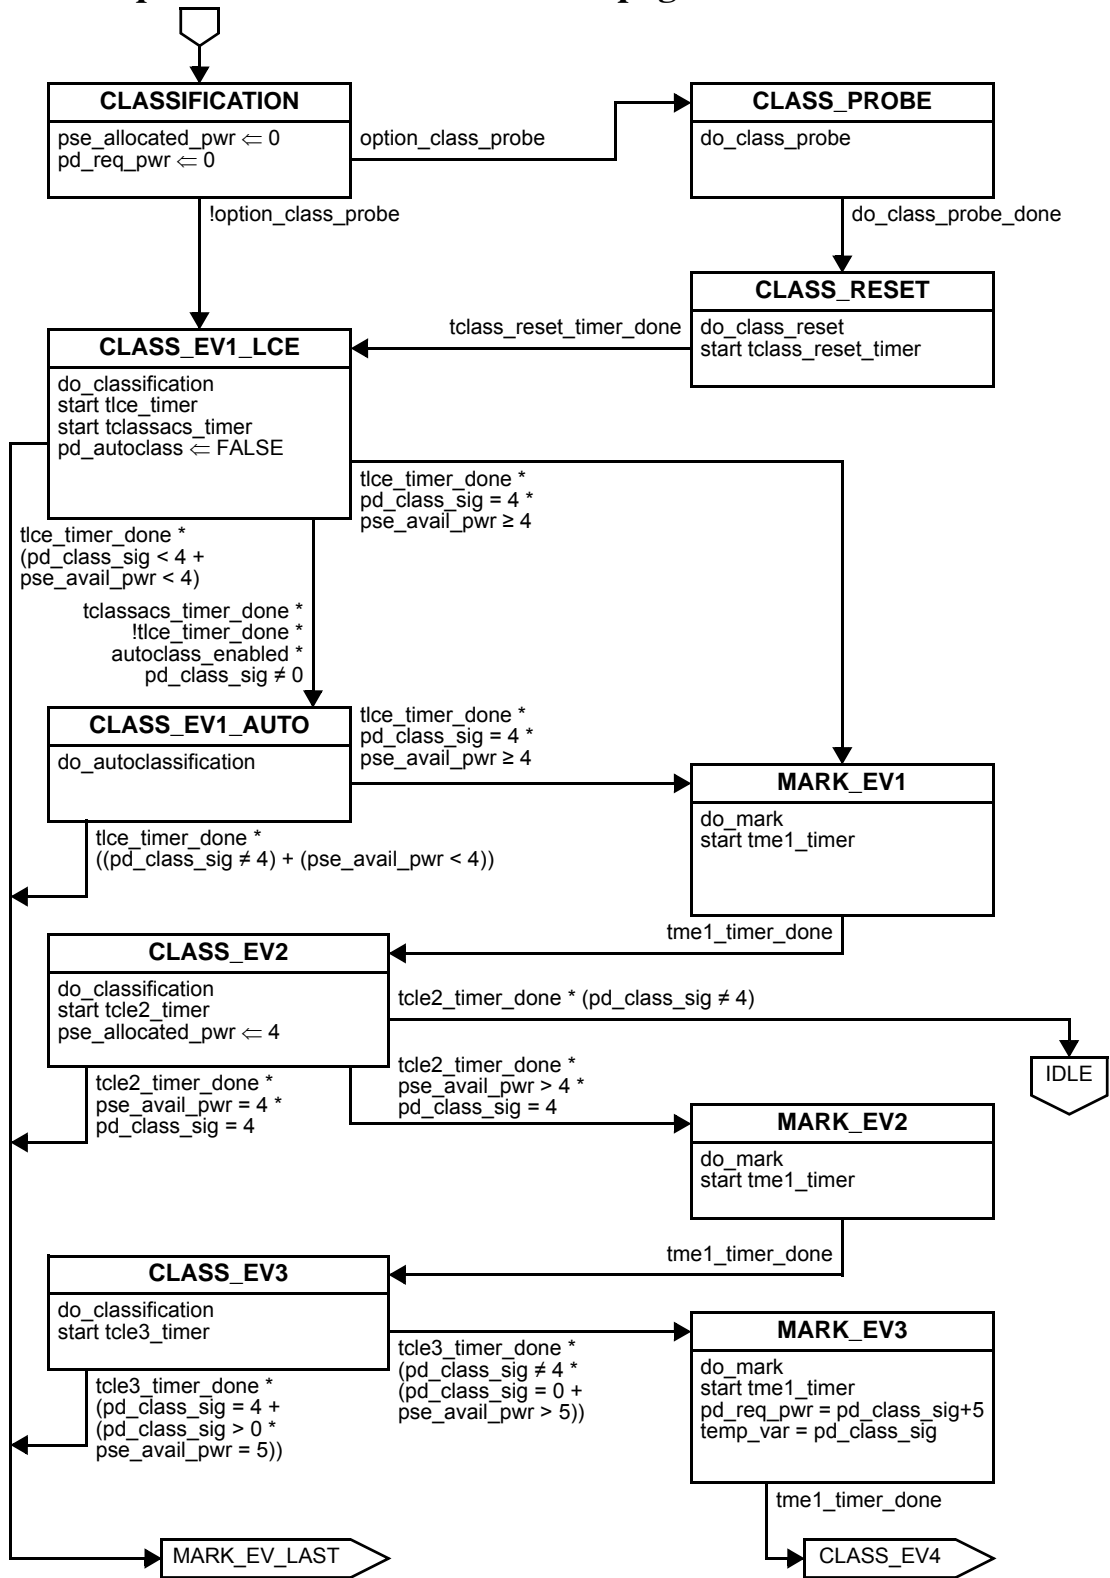 CLASSIFICATION
pse_allocated_pwr ⇐ 0
pd_req_pwr ⇐ 0
option_class_probe
CLASS_PROBE
do_class_probe
!option_class_probe
do_class_probe_done
CLASS_RESET
do_class_reset
start tclass_reset_timer
tclass_reset_timer_done
CLASS_EV1_LCE
do_classification
start tlce_timer
start tclassacs_timer
pd_autoclass ⇐ FALSE
tlce_timer_done *
pd_class_sig = 4 *
pse_avail_pwr ≥ 4
tlce_timer_done *
(pd_class_sig < 4 +
pse_avail_pwr < 4)
tclassacs_timer_done *
!tlce_timer_done *
autoclass_enabled *
pd_class_sig ≠ 0
CLASS_EV1_AUTO
do_autoclassification
tlce_timer_done *
pd_class_sig = 4 *
pse_avail_pwr ≥ 4
MARK_EV1
do_mark
start tme1_timer
tlce_timer_done *
((pd_class_sig ≠ 4) + (pse_avail_pwr < 4))
tme1_timer_done
CLASS_EV2
do_classification
start tcle2_timer
pse_allocated_pwr ⇐ 4
tcle2_timer_done * (pd_class_sig ≠ 4)
IDLE
tcle2_timer_done *
pse_avail_pwr = 4 *
pd_class_sig = 4
tcle2_timer_done *
pse_avail_pwr > 4 *
pd_class_sig = 4
MARK_EV2
do_mark
start tme1_timer
tme1_timer_done
CLASS_EV3
do_classification
start tcle3_timer
tcle3_timer_done *
(pd_class_sig ≠ 4 *
(pd_class_sig = 0 +
pse_avail_pwr > 5))
MARK_EV3
do_mark
start tme1_timer
pd_req_pwr = pd_class_sig+5
temp_var = pd_class_sig
tcle3_timer_done *
(pd_class_sig = 4 +
(pd_class_sig > 0 *
pse_avail_pwr = 5))
tme1_timer_done
MARK_EV_LAST
CLASS_EV4